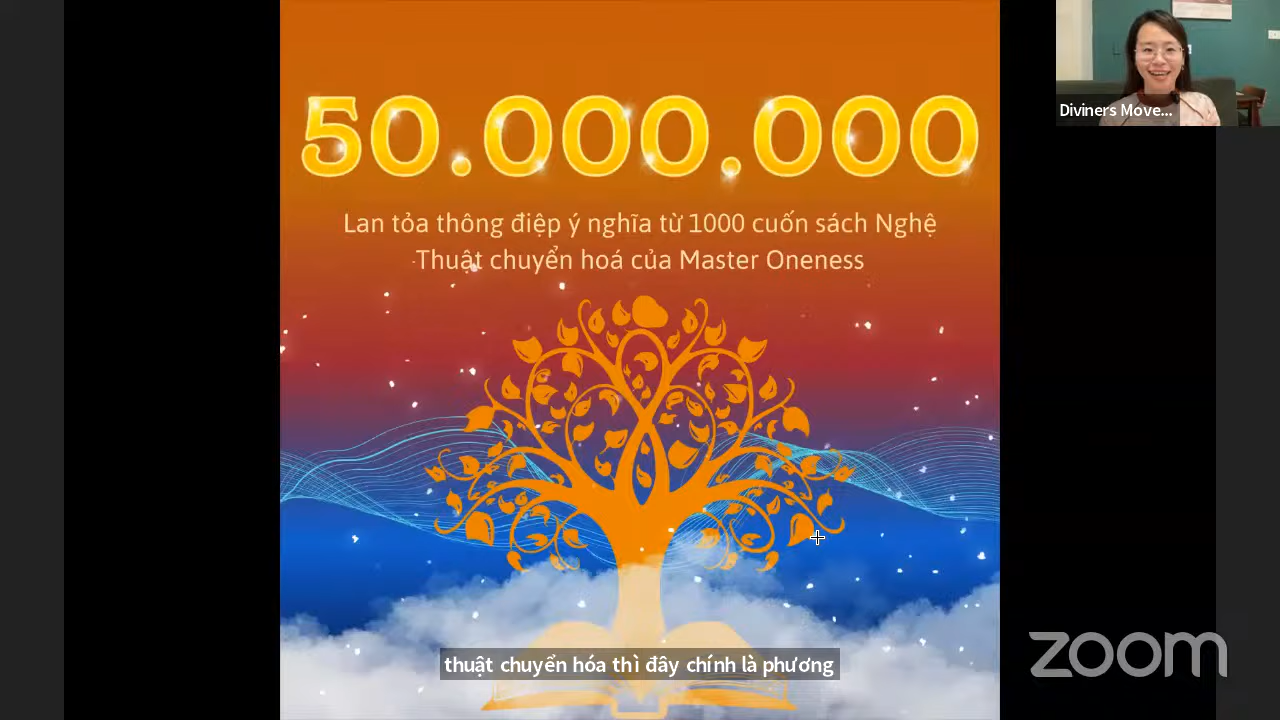 50.000.000
Lan tỏa thông điệp ý nghĩa từ 1000 cuốn sách Nghệ
Thuật chuyển hoá của Master Oneness
Diviners Move...
thuật chuyển hóa thì đây chính là phương
zoom